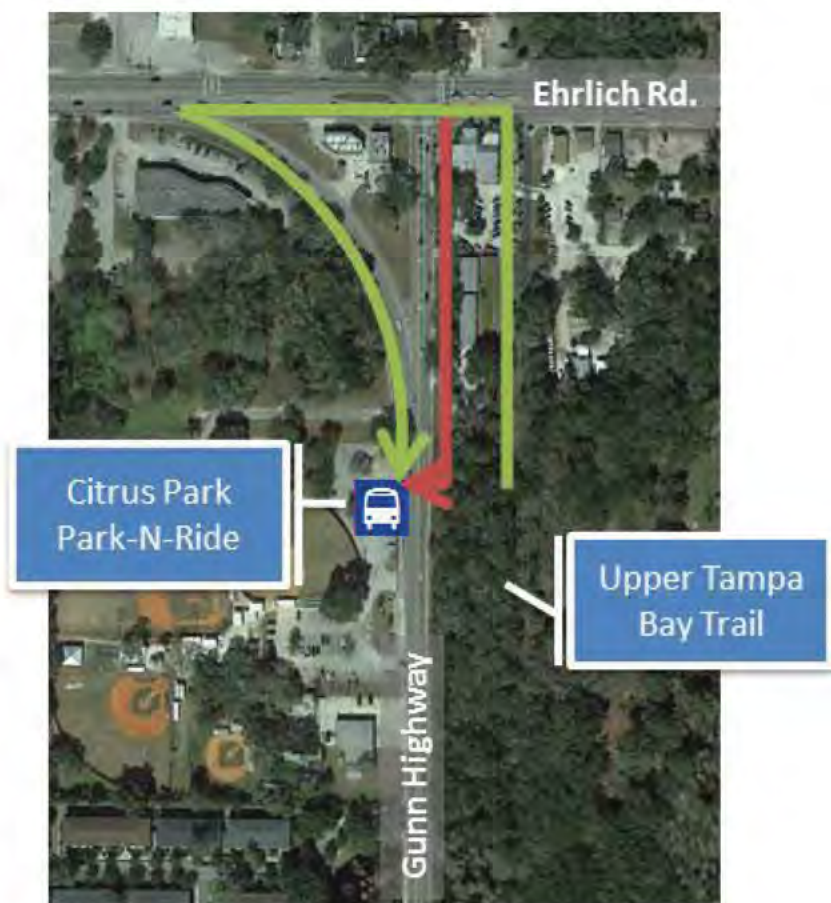 Ehrlich Rd.
Citrus Park
Park-N-Ride
Upper Tampa
Bay Trail
Gunn Highway